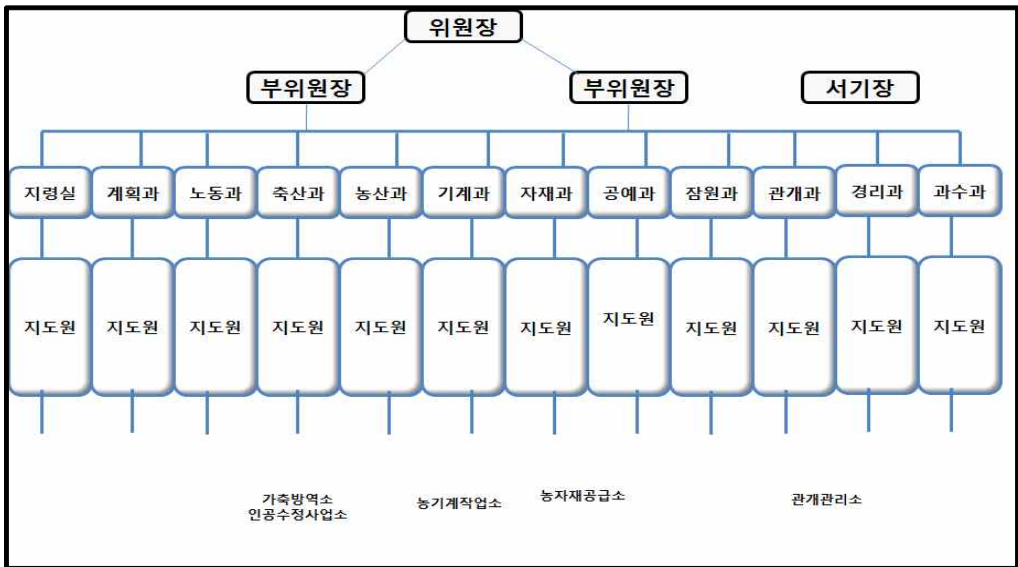 위원장
부위원장 부위원장 서기장
지령실 계획과 노동과 축산과 농산과 기계과 자재과 공예과 잠원과 관개과 경리과 과수과
지도원 지도원 지도원 지도원 지도원 지도원 지도원 지도원 지도원 지도원 지도원 지도원
가축방역소
인공수정사업소
농기계작업소
농자재공급소
관개관리소